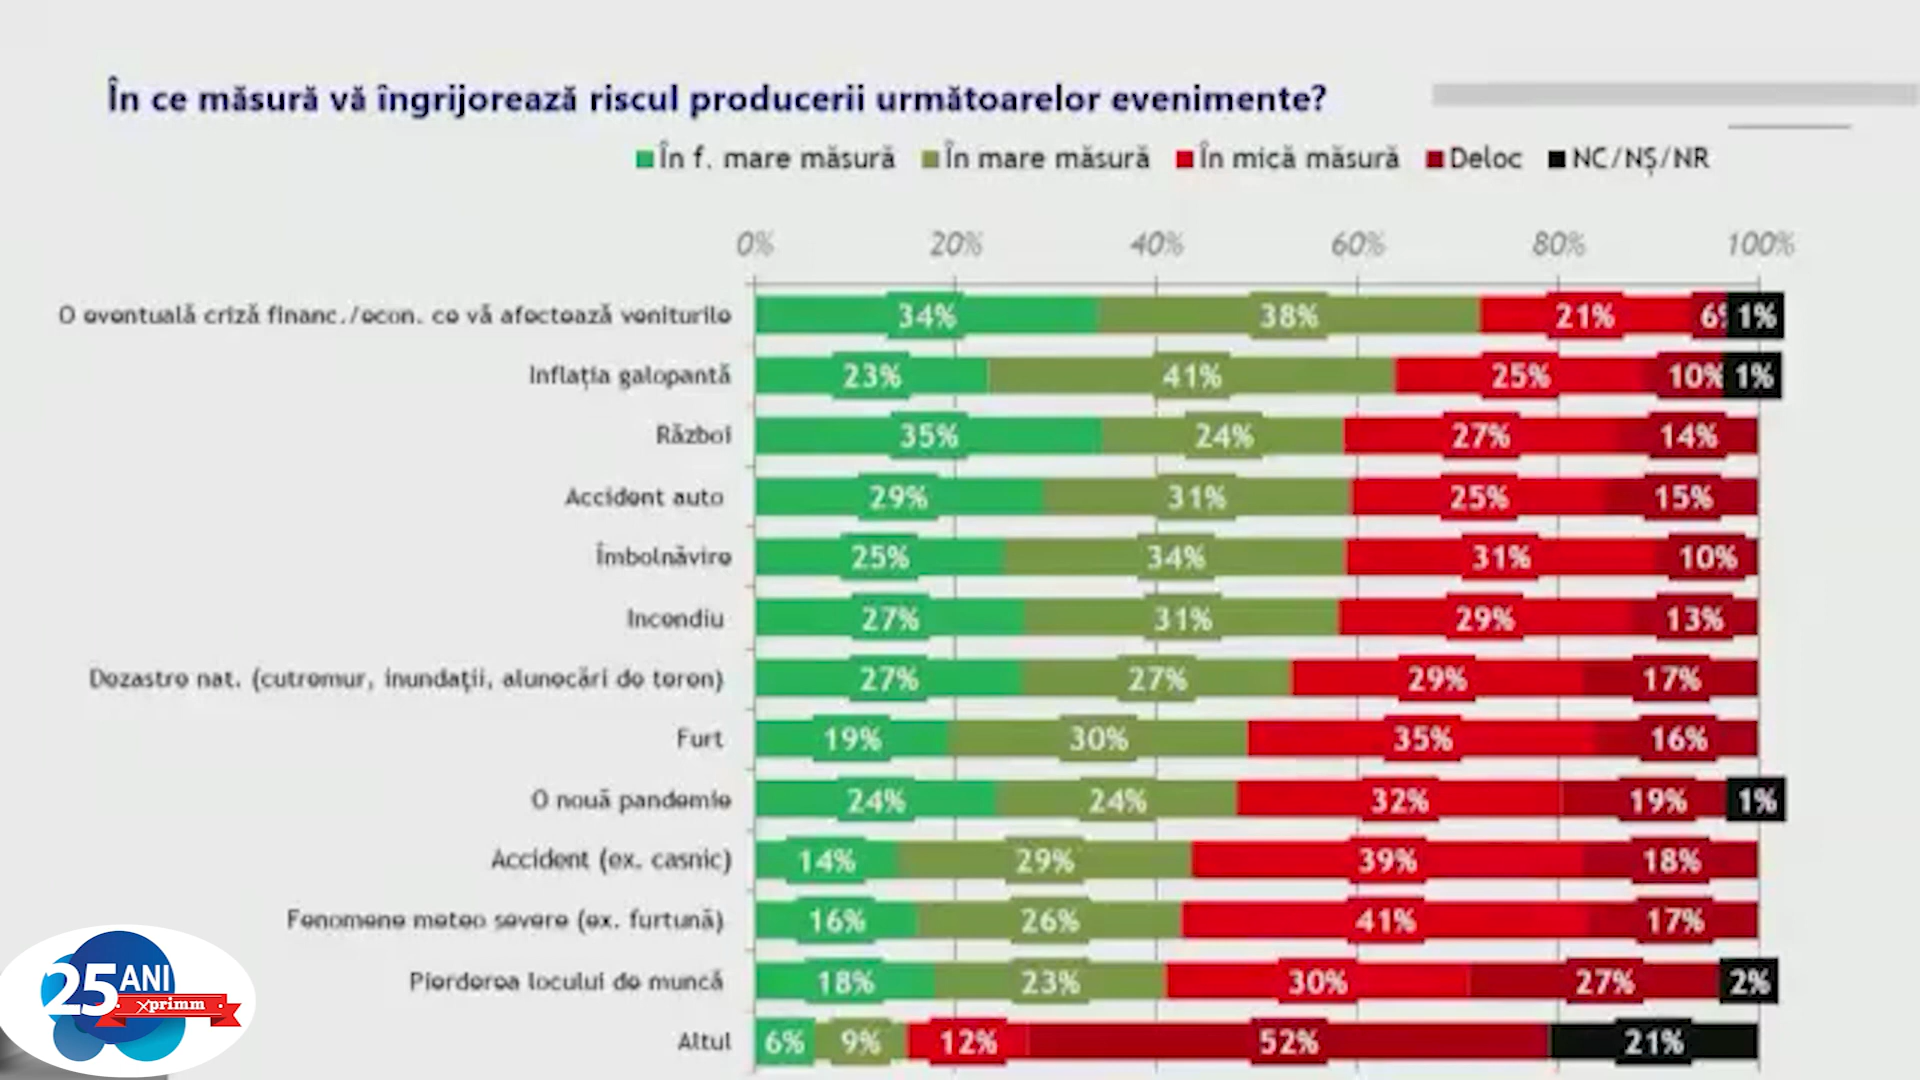 În ce măsură vă îngrijorează riscul producerii următoarelor evenimente?
În f. mare măsură În mare măsură În mică măsură Deloc NC/NȘ/NR
0% 20% 40% 60% 80% 100%
O eventuală criză financ./econ. ce vă afectează veniturile 34% 38% 21% 6% 1%
Inflația galopantă 23% 41% 25% 10% 1%
Război 35% 24% 27% 14%
Accident auto 29% 31% 25% 15%
Îmbolnăvire 25% 34% 31% 10%
Incendiu 27% 31% 29% 13%
Dezastre nat. (cutremur, inundații, alunecări de teren) 27% 27% 29% 17%
Furt 19% 30% 35% 16%
O nouă pandemie 24% 24% 32% 19% 1%
Accident (ex. casnic) 14% 29% 39% 18%
Fenomene meteo severe (ex. furtună) 16% 26% 41% 17%
Pierderea locului de muncă 18% 23% 30% 27% 2%
Altul 6% 9% 12% 52% 21%
25 ANI
xprimm